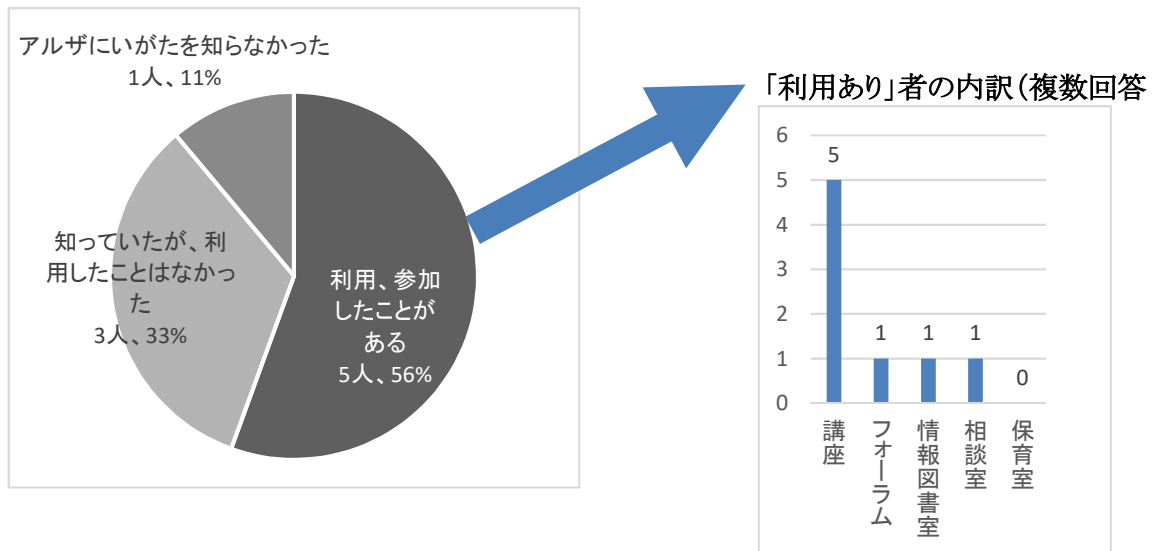 アルザにいがたを知らなかった
1人、11%
知っていたが、利
用したことはなかっ
た
3人、33%
利用、参加
したことが
ある
5人、56%
「利用あり」者の内訳(複数回答
6
5
4
3
2
1
0
5
1
1
1
0
講座
フォーラム
情報図書室
相談室
保育室